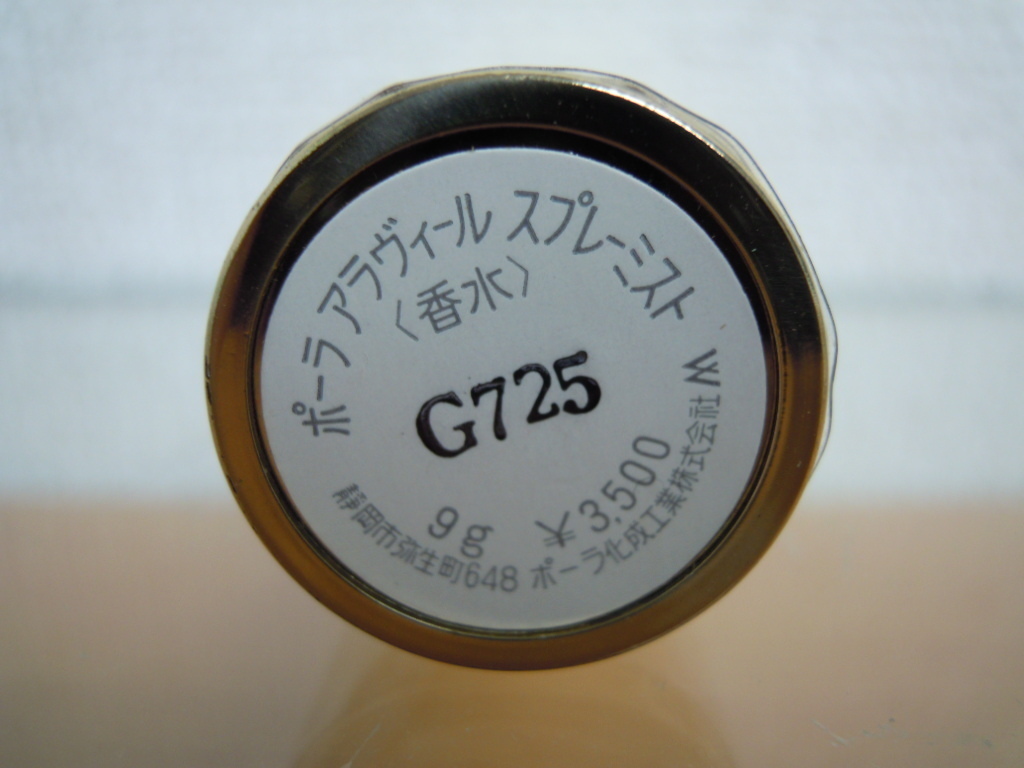 ポーラ アラヴィール スプレーミスト
〈香水〉
G725
9g ¥3,500
静岡市弥生町648 ポーラ化成工業株式会社